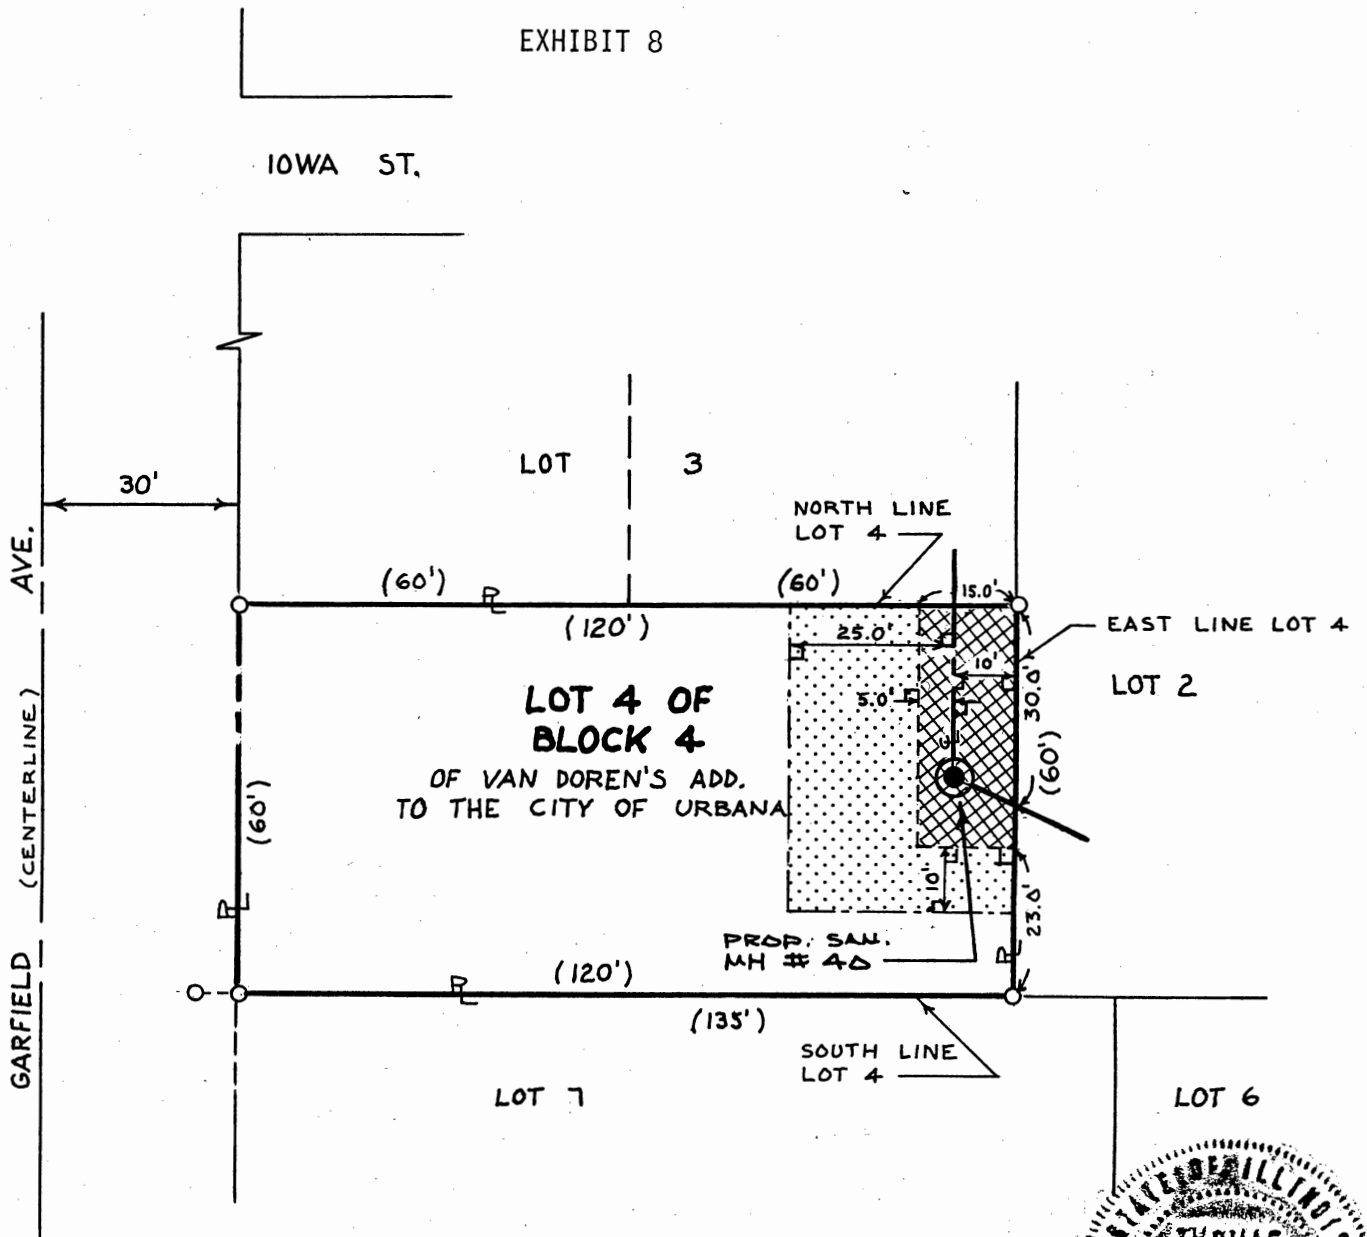 EXHIBIT 8
IOWA ST.
30'
LOT 3
NORTH LINE
LOT 4
(60')
(60')
15.0'
(120')
25.0'
EAST LINE LOT 4
10'
LOT 2
30.0'
5.0'
LOT 4 OF
BLOCK 4
OF VAN DOREN'S ADD.
TO THE CITY OF URBANA
(60')
(60')
10'
23.0'
PROP. SAN.
MH # 40
(120')
(135')
SOUTH LINE
LOT 4
LOT 7
LOT 6
GARFIELD (CENTERLINE) AVE.
STATE OF ILLINOIS